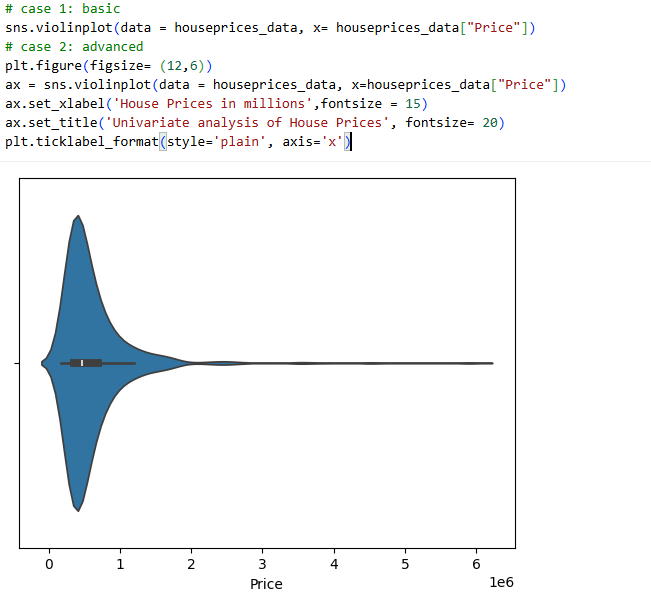 # case 1: basic
sns.violinplot(data = houseprices_data, x= houseprices_data["Price"])
# case 2: advanced
plt.figure(figsize= (12,6))
ax = sns.violinplot(data = houseprices_data, x=houseprices_data["Price"])
ax.set_xlabel('House Prices in millions',fontsize = 15)
ax.set_title('Univariate analysis of House Prices', fontsize= 20)
plt.ticklabel_format(style='plain', axis='x')
0 1 2 3 4 5 6
Price 1e6